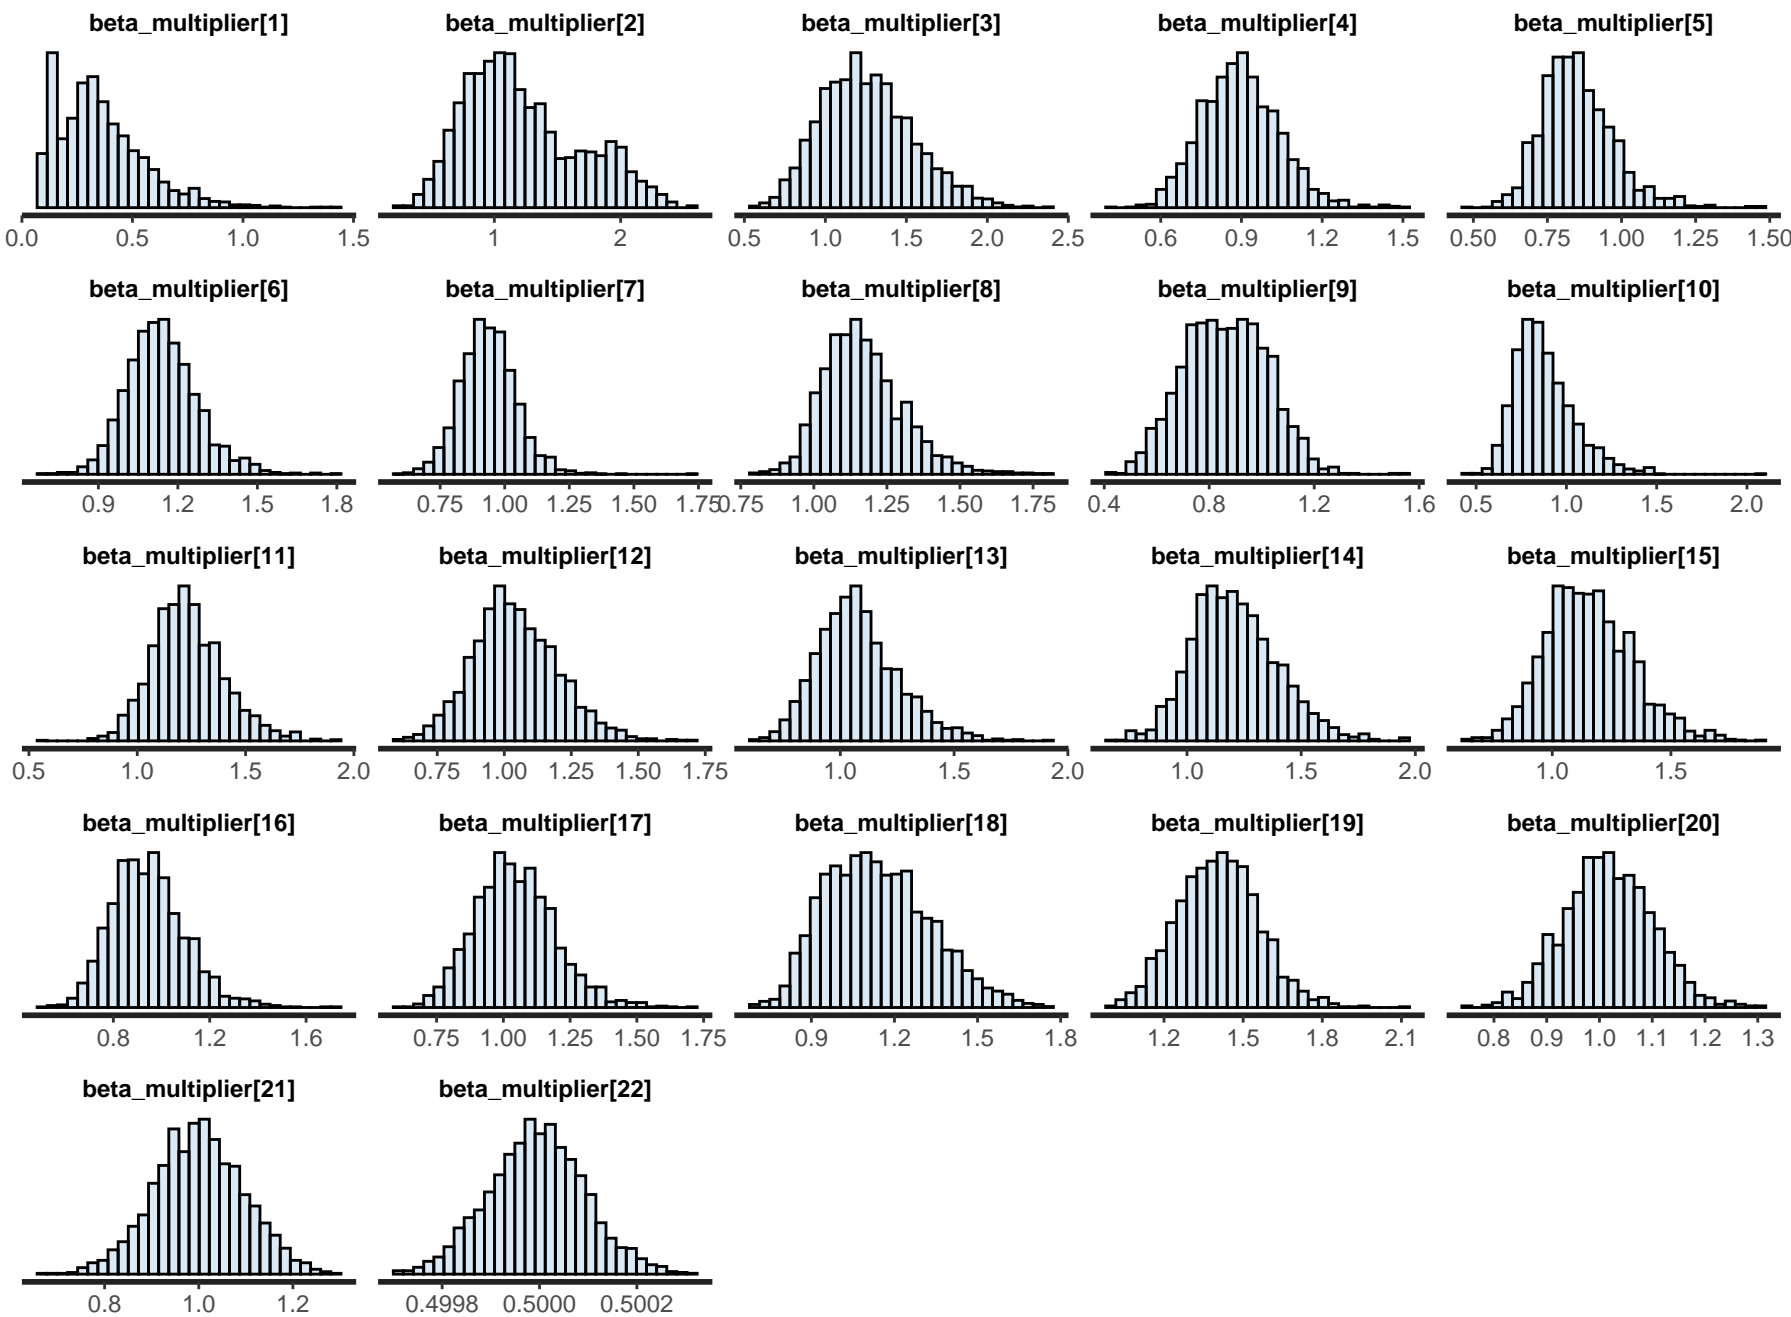 beta_multiplier[1] beta_multiplier[2] beta_multiplier[3] beta_multiplier[4] beta_multiplier[5]
0.0 0.5 1.0 1.5 1 2 0.5 1.0 1.5 2.0 2.5 0.6 0.9 1.2 1.5 0.50 0.75 1.00 1.25 1.50
beta_multiplier[6] beta_multiplier[7] beta_multiplier[8] beta_multiplier[9] beta_multiplier[10]
0.9 1.2 1.5 1.8 0.75 1.00 1.25 1.50 1.75 0.75 1.00 1.25 1.50 1.75 0.4 0.8 1.2 1.6 0.5 1.0 1.5 2.0
beta_multiplier[11] beta_multiplier[12] beta_multiplier[13] beta_multiplier[14] beta_multiplier[15]
0.5 1.0 1.5 2.0 0.75 1.00 1.25 1.50 1.75 1.0 1.5 2.0 1.0 1.5 2.0 1.0 1.5
beta_multiplier[16] beta_multiplier[17] beta_multiplier[18] beta_multiplier[19] beta_multiplier[20]
0.8 1.2 1.6 0.75 1.00 1.25 1.50 1.75 0.9 1.2 1.5 1.8 1.2 1.5 1.8 2.1 0.8 0.9 1.0 1.1 1.2 1.3
beta_multiplier[21] beta_multiplier[22]
0.8 1.0 1.2 0.4998 0.5000 0.5002